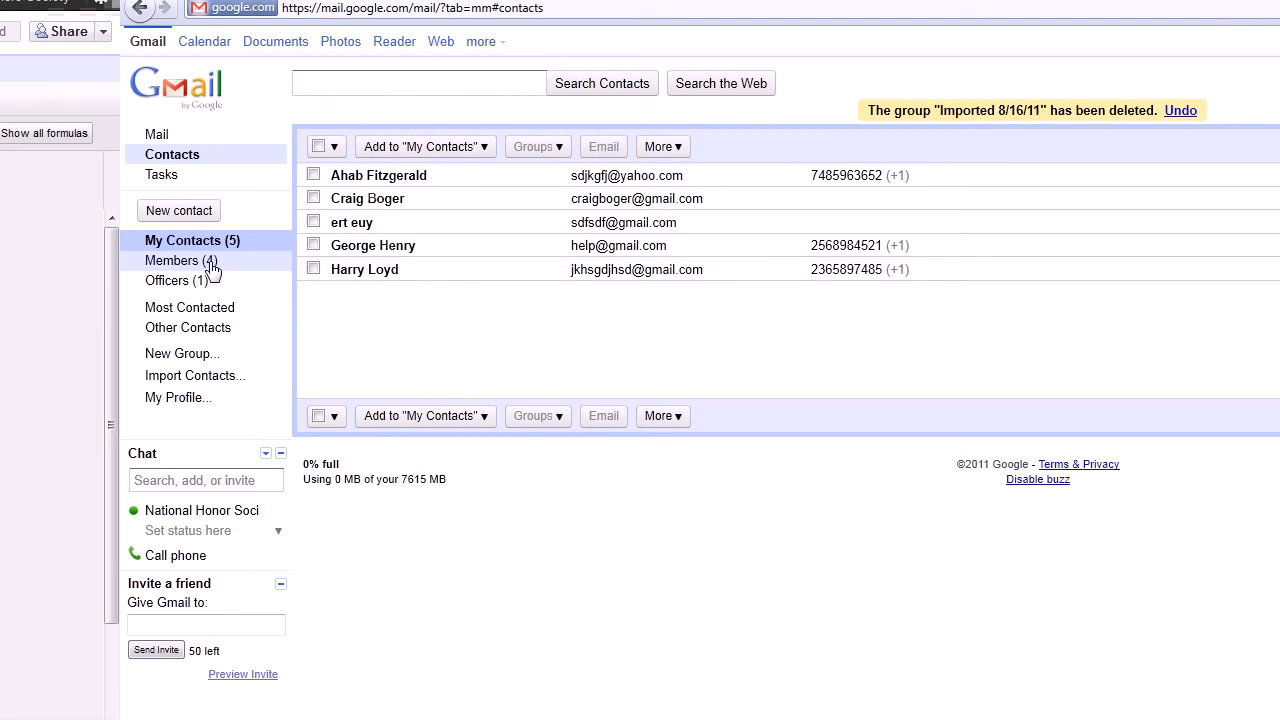 google.com https://mail.google.com/mail/?tab=mm#contacts
Share
Show all formulas
Gmail Calendar Documents Photos Reader Web more
Gmail
by Google
Search Contacts Search the Web
The group "Imported 8/16/11" has been deleted. Undo
Mail
Contacts
Tasks
New contact
My Contacts (5)
Members (4)
Officers (1)
Most Contacted
Other Contacts
New Group...
Import Contacts...
My Profile...
Add to "My Contacts" Groups Email More
Ahab Fitzgerald sdjkgfj@yahoo.com 7485963652 (+1)
Craig Boger craigboger@gmail.com
ert euy sdfsdf@gmail.com
George Henry help@gmail.com 2568984521 (+1)
Harry Loyd jkhsgdjhsd@gmail.com 2365897485 (+1)
Add to "My Contacts" Groups Email More
0% full
Using 0 MB of your 7615 MB
©2011 Google - Terms & Privacy
Disable buzz
Chat
Search, add, or invite
National Honor Soci
Set status here
Call phone
Invite a friend
Give Gmail to:
Send Invite 50 left
Preview Invite